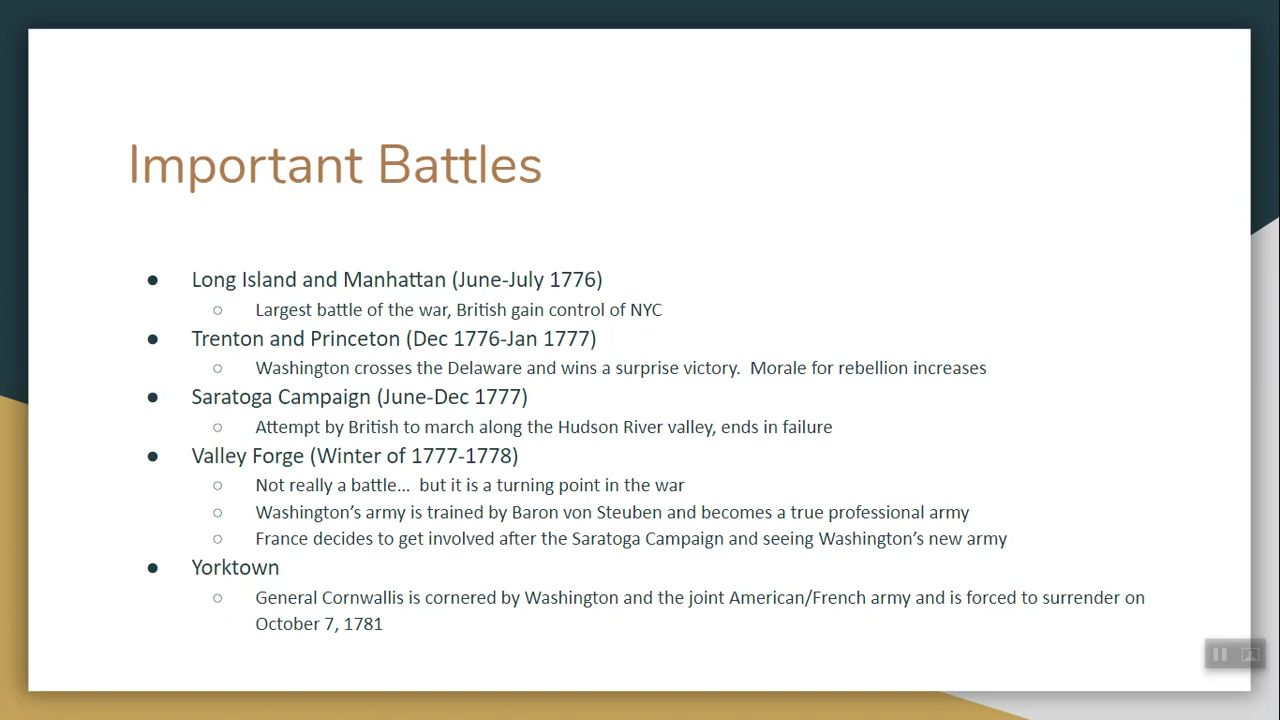 Important Battles
● Long Island and Manhattan (June-July 1776)
○ Largest battle of the war, British gain control of NYC
● Trenton and Princeton (Dec 1776-Jan 1777)
○ Washington crosses the Delaware and wins a surprise victory.  Morale for rebellion increases
● Saratoga Campaign (June-Dec 1777)
○ Attempt by British to march along the Hudson River valley, ends in failure
● Valley Forge (Winter of 1777-1778)
○ Not really a battle…  but it is a turning point in the war
○ Washington’s army is trained by Baron von Steuben and becomes a true professional army
○ France decides to get involved after the Saratoga Campaign and seeing Washington’s new army
● Yorktown
○ General Cornwallis is cornered by Washington and the joint American/French army and is forced to surrender on
October 7, 1781